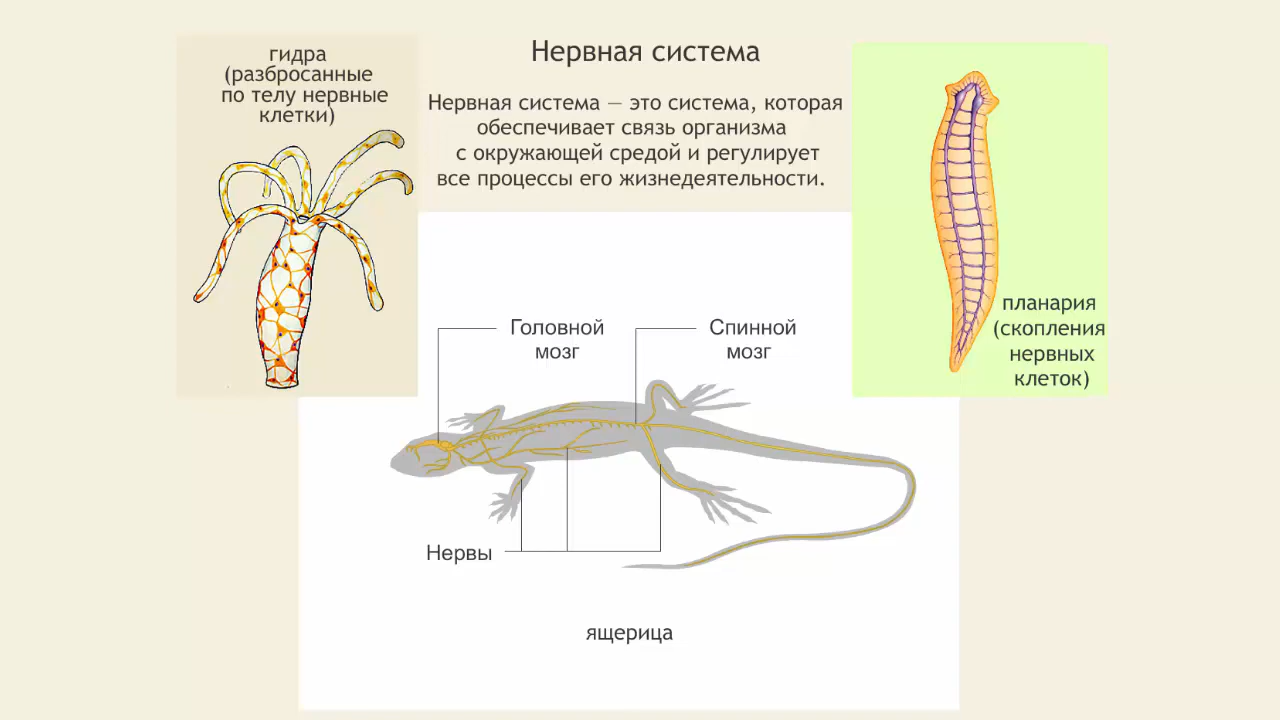 гидра
(разбросанные
по телу нервные
клетки)
Нервная система
Нервная система — это система, которая
обеспечивает связь организма
с окружающей средой и регулирует
все процессы его жизнедеятельности.
планария
(скопления
нервных
клеток)
Головной
мозг
Спинной
мозг
Нервы
ящерица